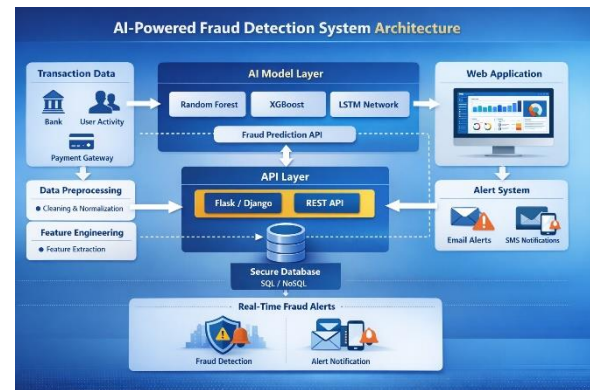 AI-Powered Fraud Detection System Architecture
Transaction Data
Bank
User Activity
Payment Gateway
Data Preprocessing
• Cleaning & Normalization
Feature Engineering
• Feature Extraction
AI Model Layer
Random Forest
XGBoost
LSTM Network
Fraud Prediction API
API Layer
Flask / Django
REST API
Secure Database
SQL / NoSQL
Web Application
Alert System
Email Alerts
SMS Notifications
Real-Time Fraud Alerts
Fraud Detection
Alert Notification